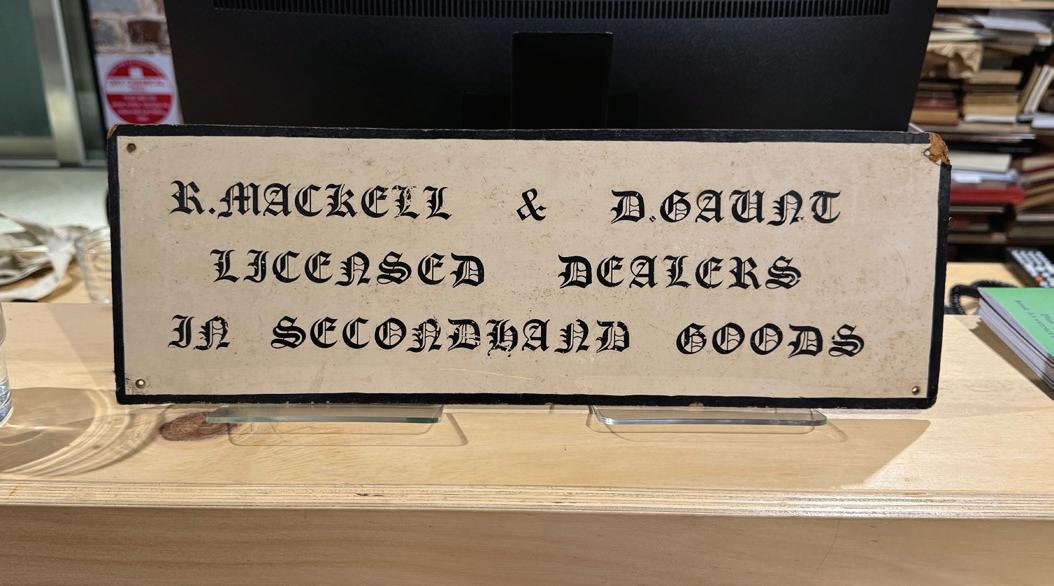 R.MACKELL & D.GAUNT
LICENSED DEALERS
IN SECONDHAND GOODS